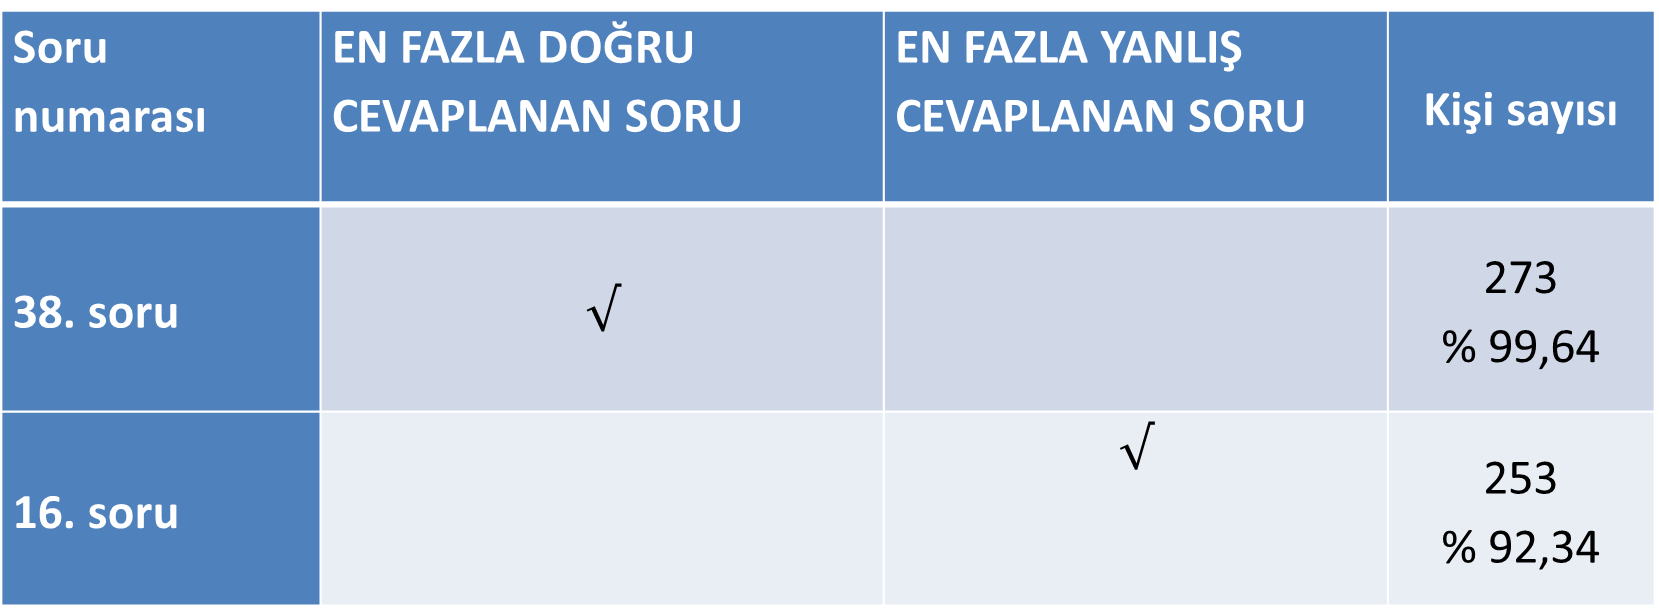 Soru
numarası
EN FAZLA DOĞRU
CEVAPLANAN SORU
EN FAZLA YANLIŞ
CEVAPLANAN SORU
Kişi sayısı
38. soru
√
273
% 99,64
16. soru
√
253
% 92,34